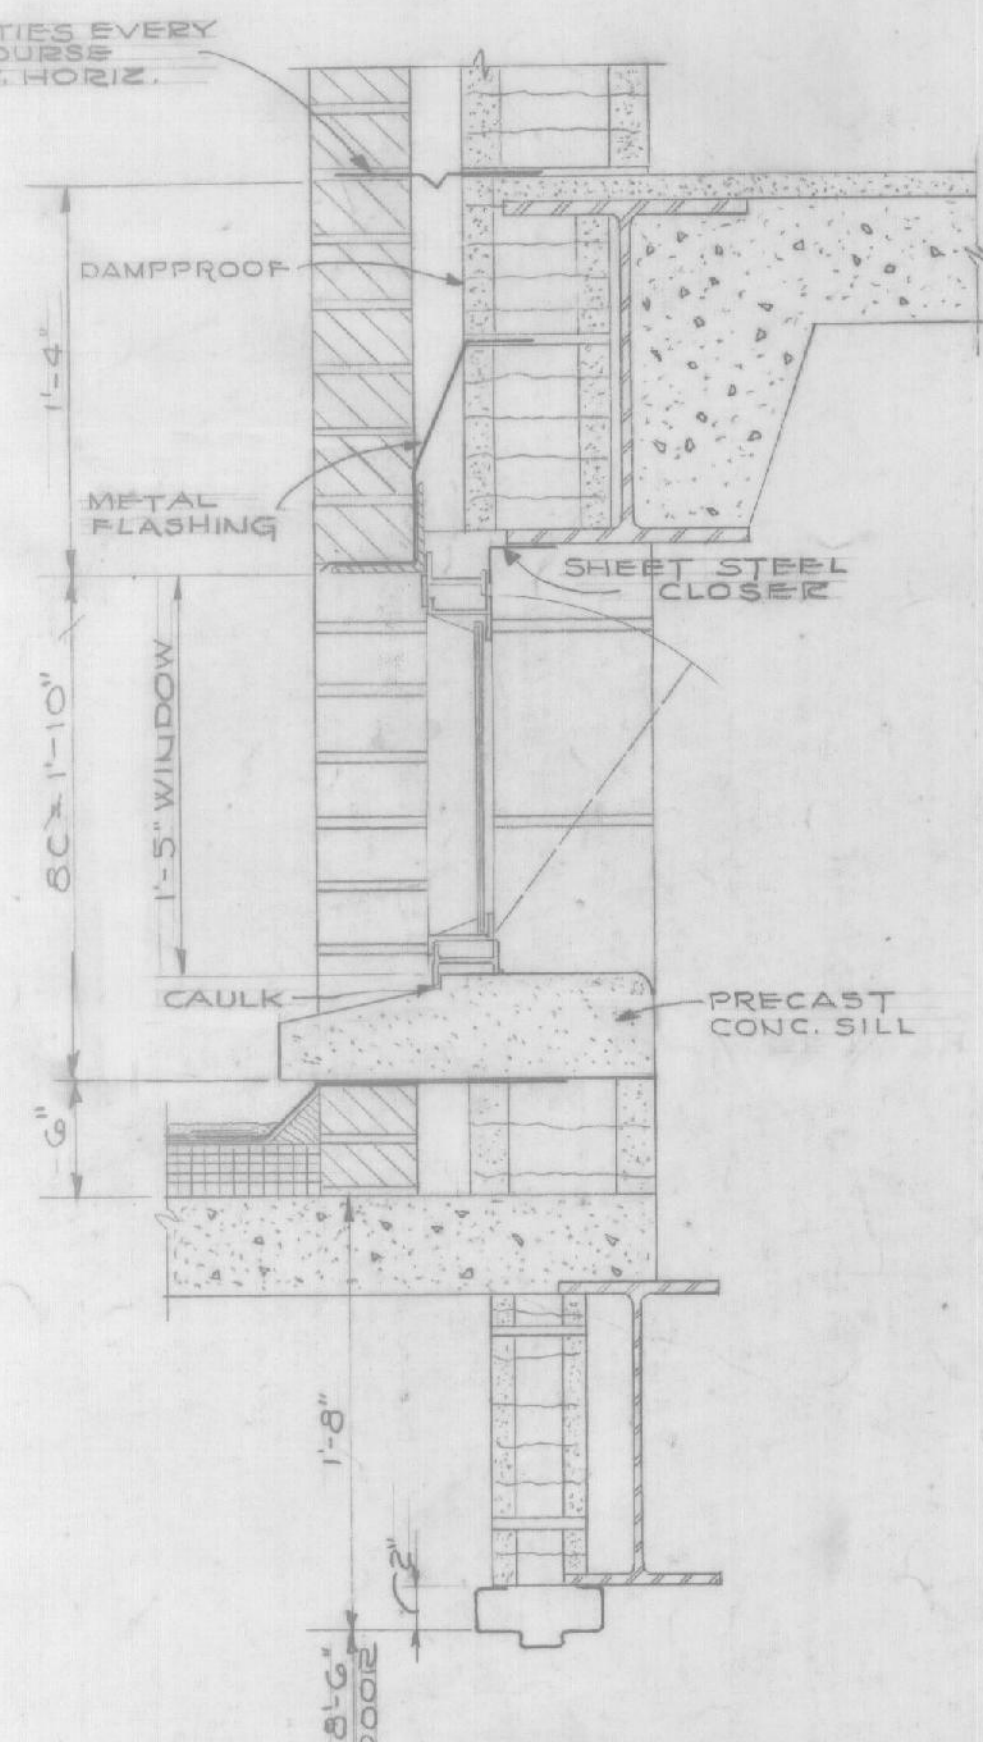 TIES EVERY
OURSE
. HORIZ.
DAMPPROOF
1'-4"
METAL
FLASHING
SHEET STEEL
CLOSER
8C = 1'-10"
1'-5" WINDOW
CAULK
PRECAST
CONC. SILL
6"
1'-8"
2"
8'-6"
DOOR